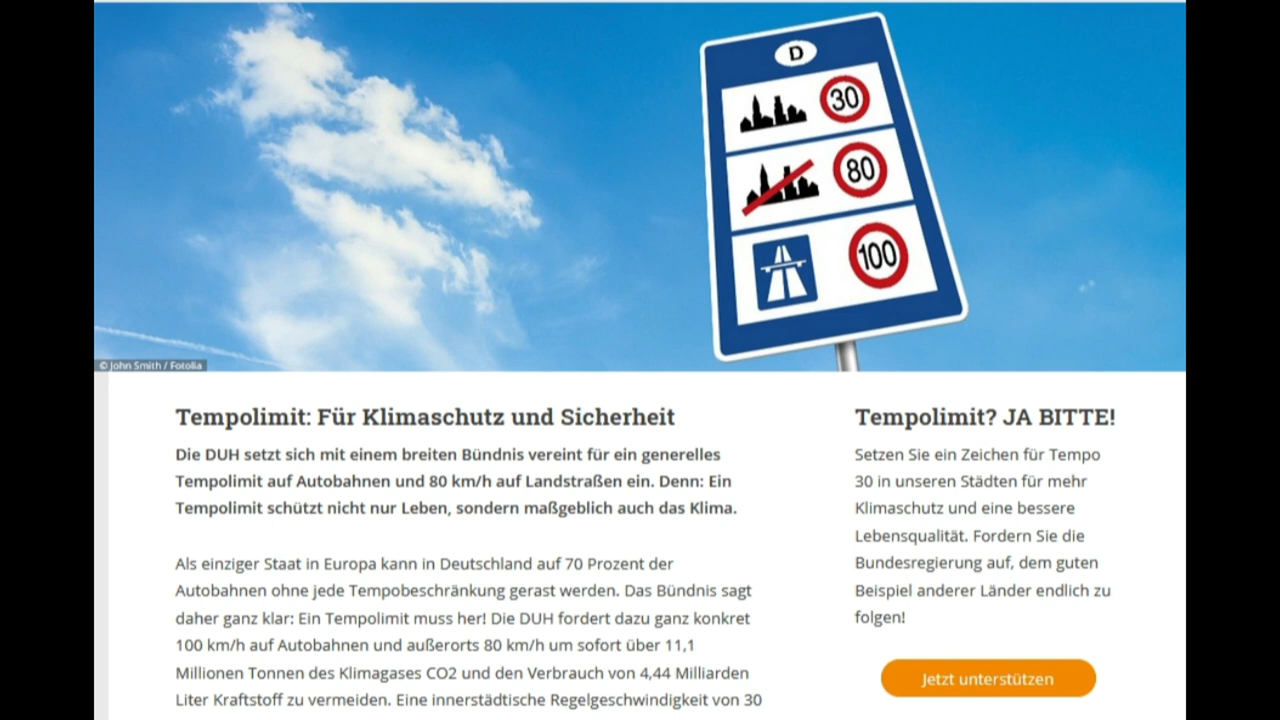 D
30
80
100
© John Smith / Fotolia
Tempolimit: Für Klimaschutz und Sicherheit
Die DUH setzt sich mit einem breiten Bündnis vereint für ein generelles
Tempolimit auf Autobahnen und 80 km/h auf Landstraßen ein. Denn: Ein
Tempolimit schützt nicht nur Leben, sondern maßgeblich auch das Klima.
Als einziger Staat in Europa kann in Deutschland auf 70 Prozent der
Autobahnen ohne jede Tempobeschränkung gerast werden. Das Bündnis sagt
daher ganz klar: Ein Tempolimit muss her! Die DUH fordert dazu ganz konkret
100 km/h auf Autobahnen und außerorts 80 km/h um sofort über 11,1
Millionen Tonnen des Klimagases CO2 und den Verbrauch von 4,44 Milliarden
Liter Kraftstoff zu vermeiden. Eine innerstädtische Regelgeschwindigkeit von 30
Tempolimit? JA BITTE!
Setzen Sie ein Zeichen für Tempo
30 in unseren Städten für mehr
Klimaschutz und eine bessere
Lebensqualität. Fordern Sie die
Bundesregierung auf, dem guten
Beispiel anderer Länder endlich zu
folgen!
Jetzt unterstützen